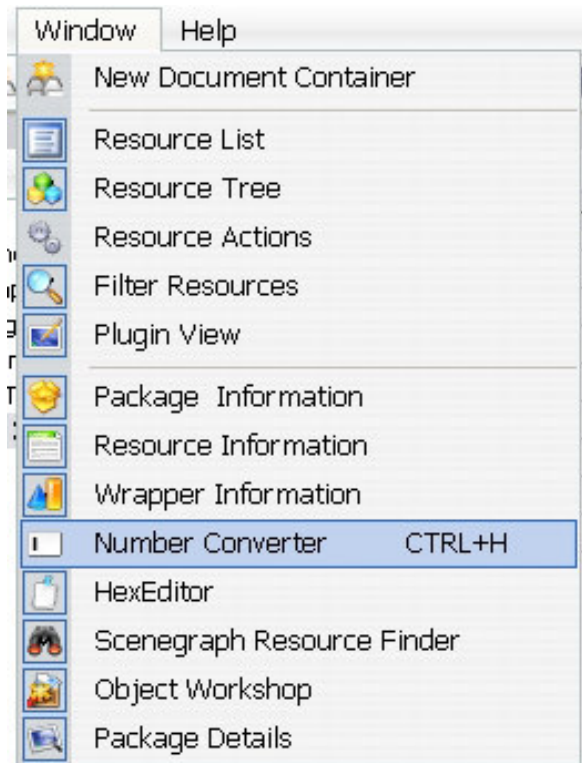 Window Help
New Document Container
Resource List
Resource Tree
Resource Actions
Filter Resources
Plugin View
Package Information
Resource Information
Wrapper Information
Number Converter CTRL+H
HexEditor
Scenegraph Resource Finder
Object Workshop
Package Details